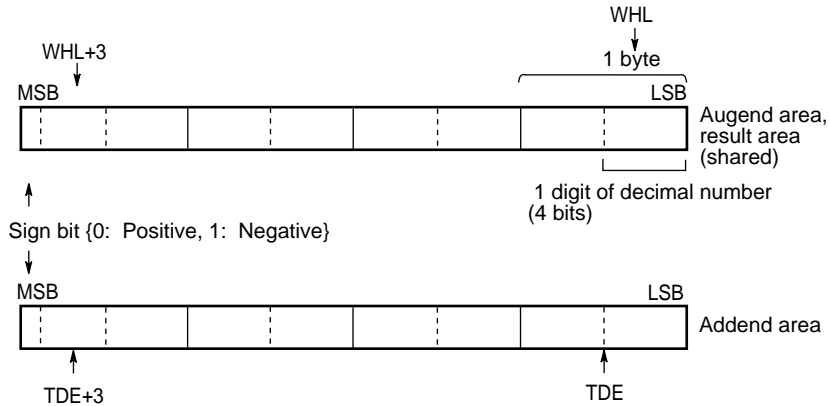 WHL
WHL+3
1 byte
MSB
LSB
Augend area,
result area
(shared)
1 digit of decimal number
(4 bits)
Sign bit {0: Positive, 1: Negative}
MSB
LSB
Addend area
TDE+3
TDE